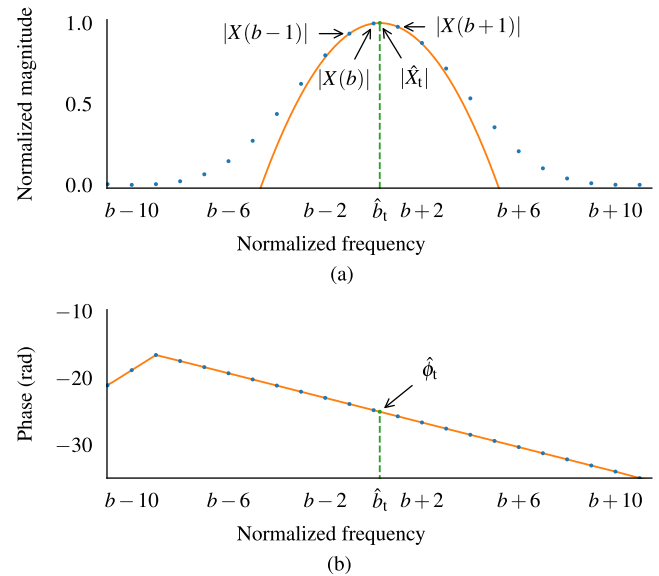 Normalized magnitude
1.0
0.5
0.0
|X(b−1)|
|X(b)|
|X̂ₜ|
|X(b+1)|
b−10 b−6 b−2 b̂ₜ b+2 b+6 b+10
Normalized frequency
(a)
Phase (rad)
−10
−20
−30
ϕ̂ₜ
b−10 b−6 b−2 b̂ₜ b+2 b+6 b+10
Normalized frequency
(b)